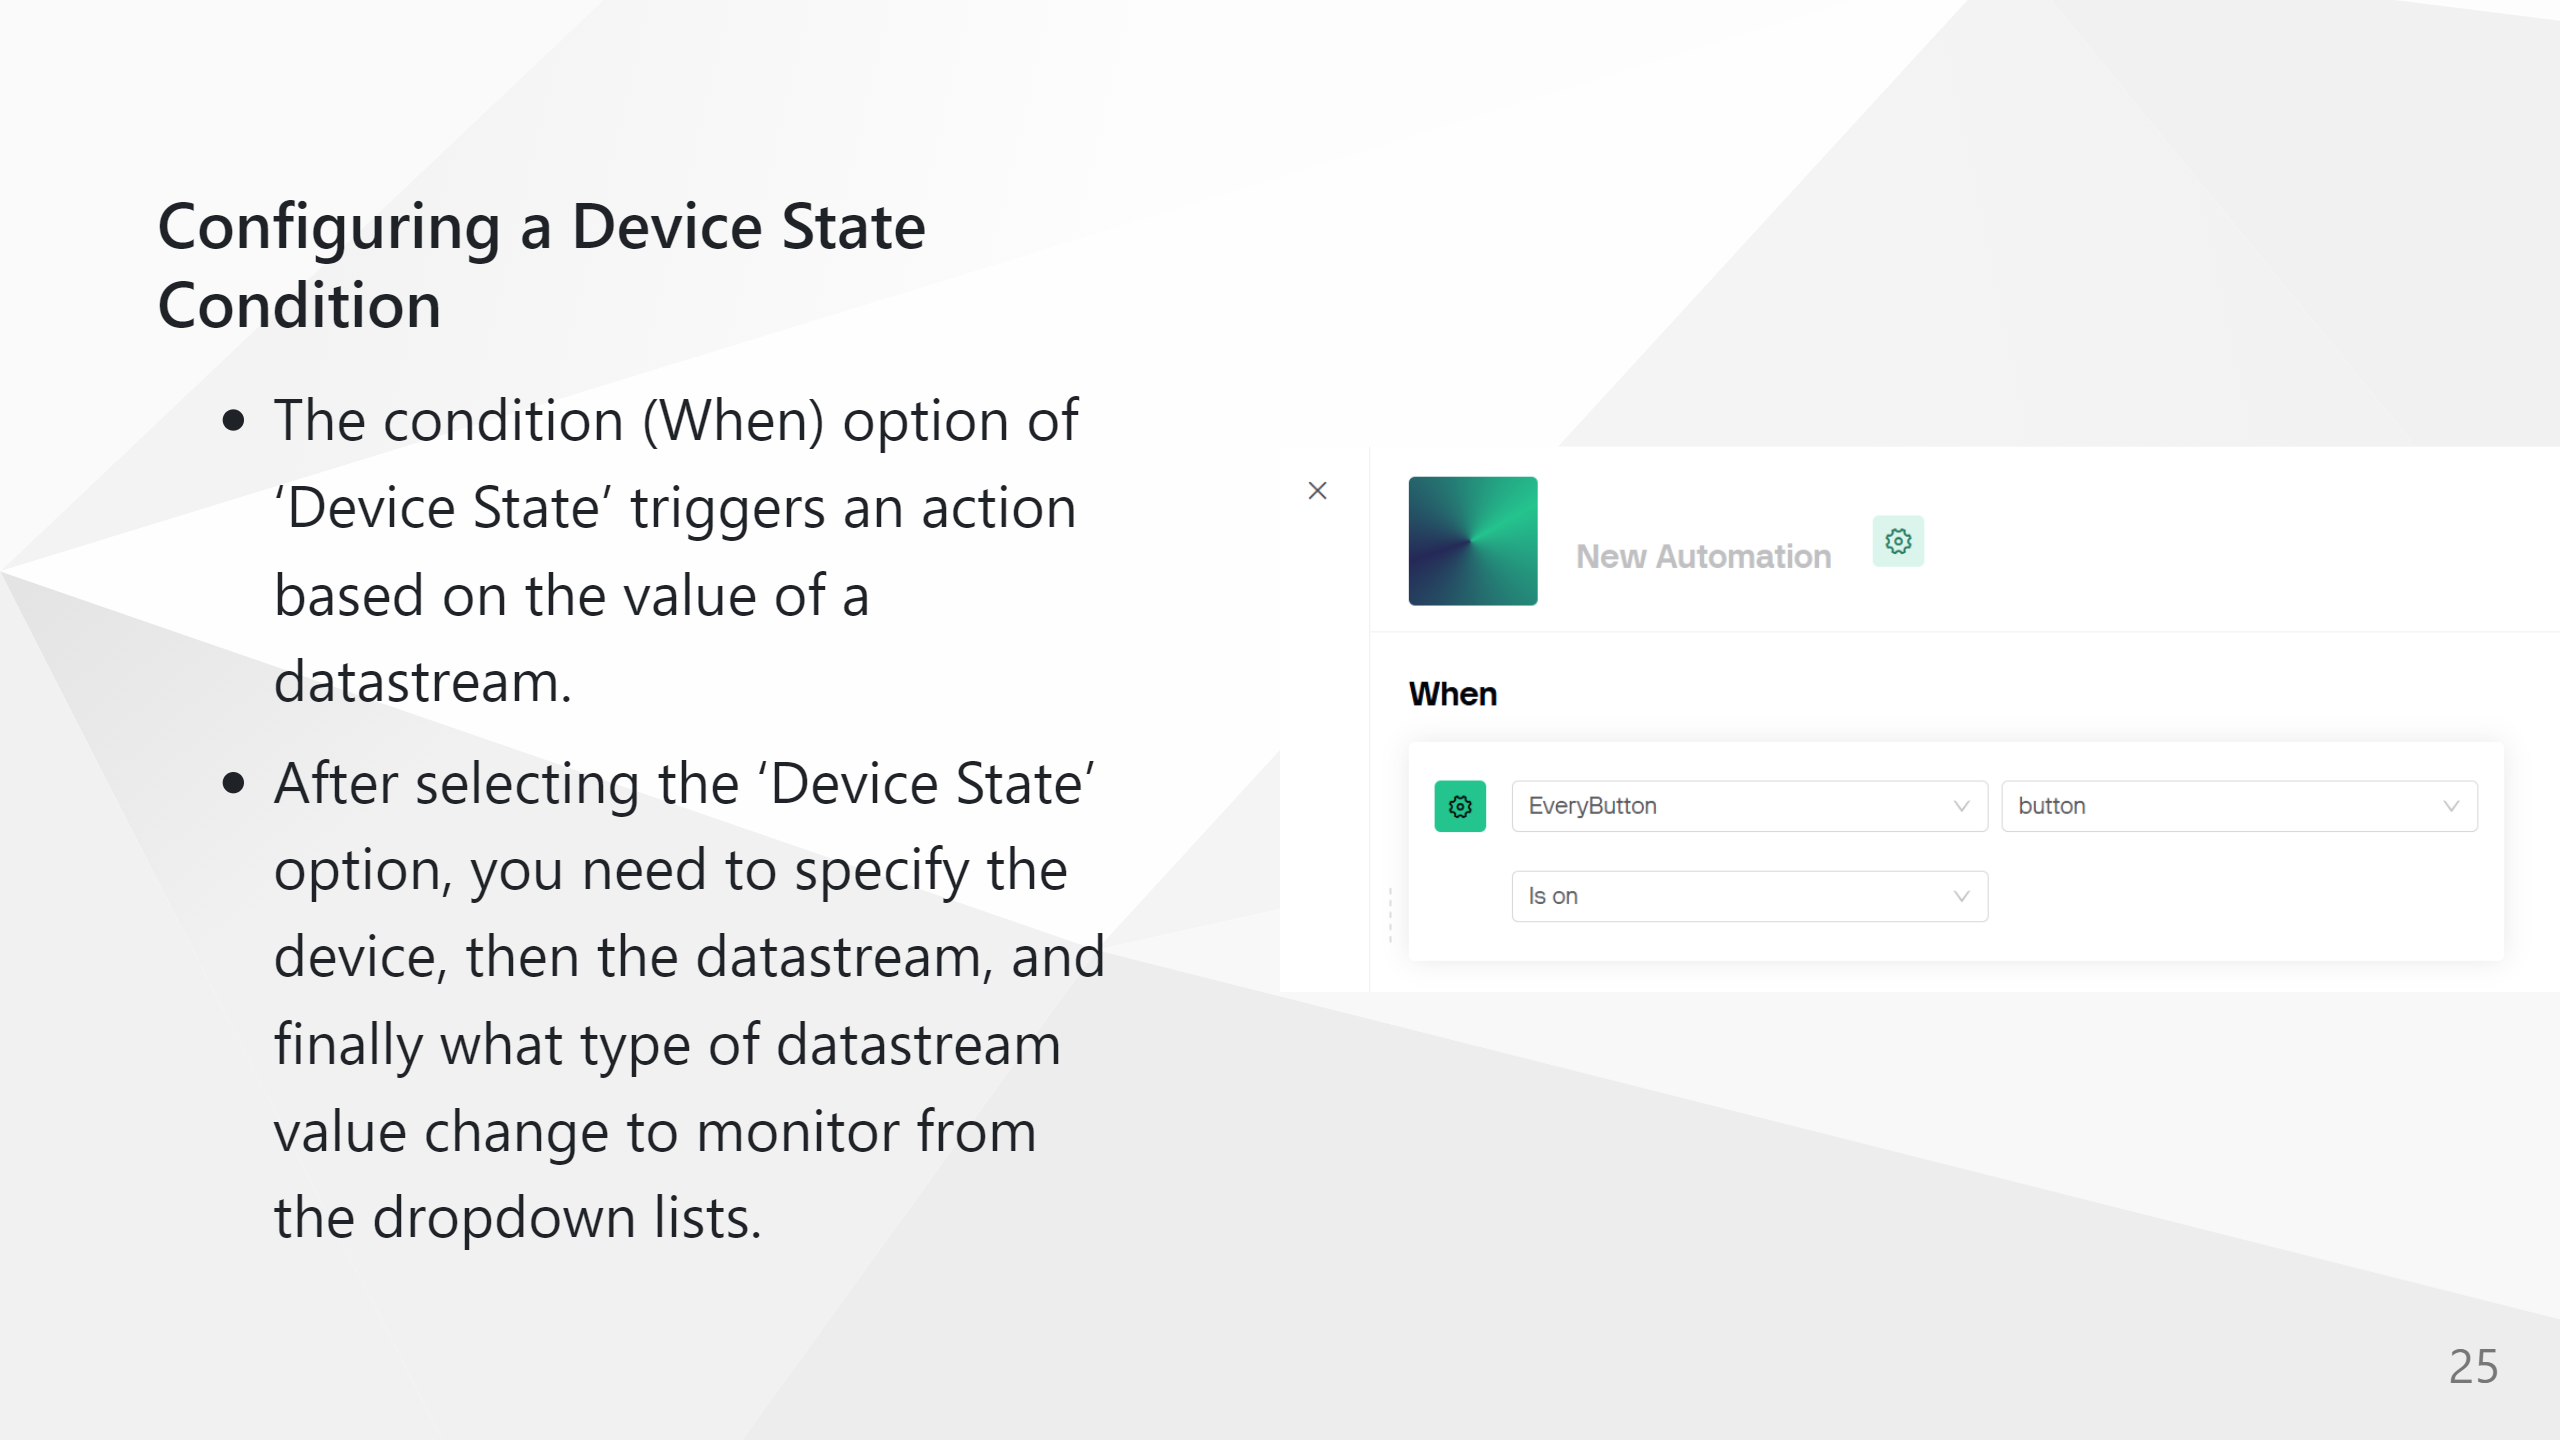 Configuring a Device State
Condition
• The condition (When) option of
‘Device State’ triggers an action
based on the value of a
datastream.
• After selecting the ‘Device State’
option, you need to specify the
device, then the datastream, and
finally what type of datastream
value change to monitor from
the dropdown lists.
New Automation
When
EveryButton
button
Is on
25